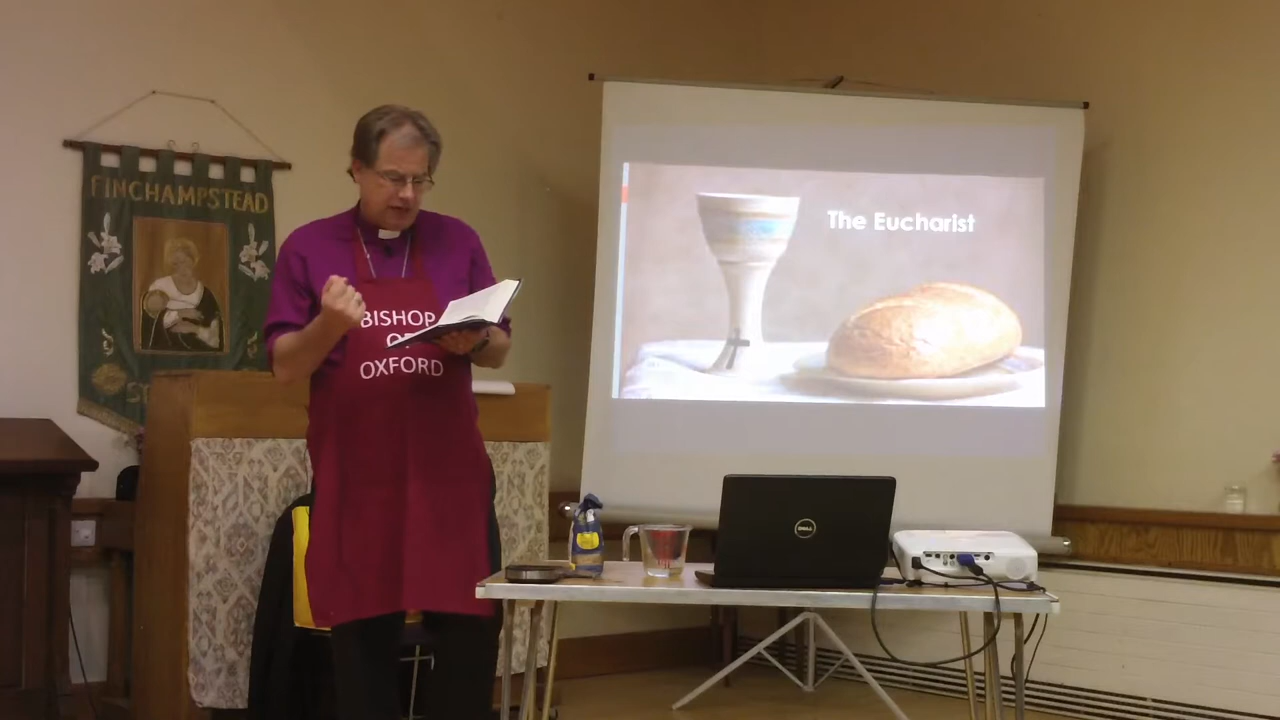 FINCHAMPSTEAD
BISHOP
OF
OXFORD
The Eucharist
DELL